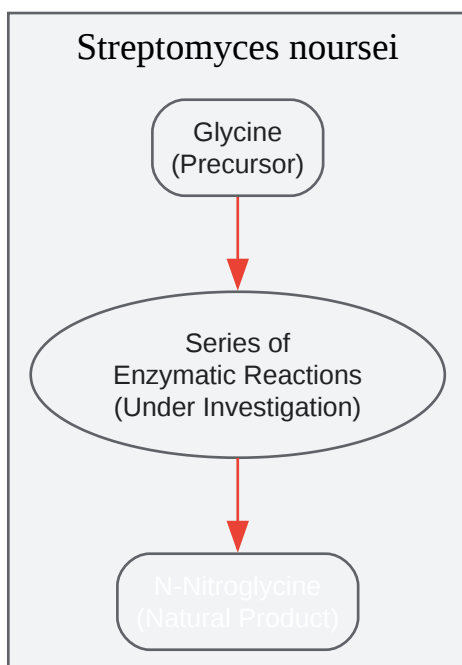 Streptomyces noursei
Glycine
(Precursor)
Series of
Enzymatic Reactions
(Under Investigation)
N-Nitroglycine
(Natural Product)